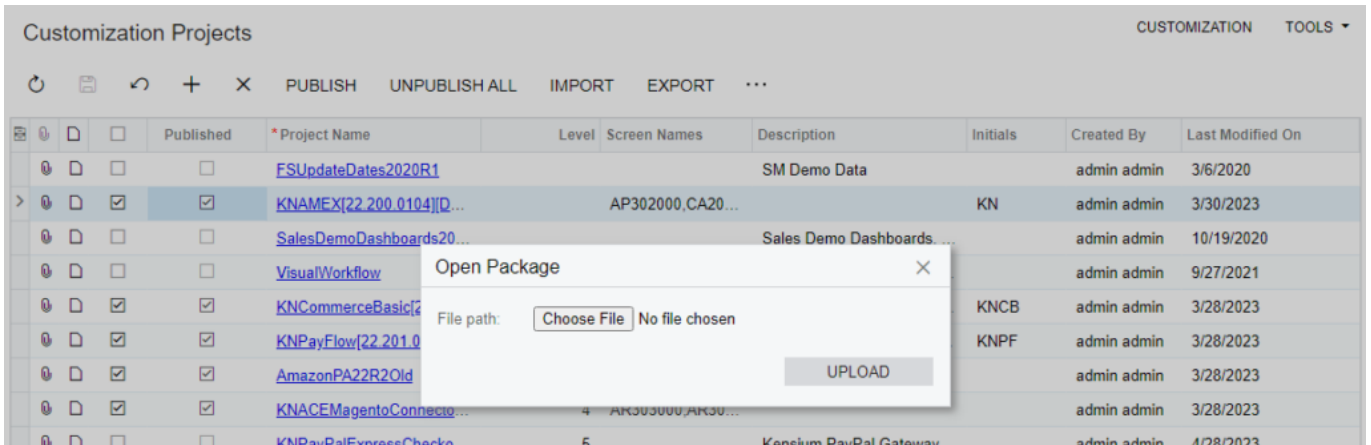 Customization Projects CUSTOMIZATION TOOLS
PUBLISH UNPUBLISH ALL IMPORT EXPORT ...
Published * Project Name Level Screen Names Description Initials Created By Last Modified On
FSUpdateDates2020R1 SM Demo Data admin admin 3/6/2020
KNAMEX[22.200.0104][D... AP302000,CA20... KN admin admin 3/30/2023
SalesDemoDashboards20... Sales Demo Dashboards, ... admin admin 10/19/2020
Open Package
VisualWorkflow admin admin 9/27/2021
KNCommerceBasic[2 KNCB admin admin 3/28/2023
File path: Choose File No file chosen
KNPayFlow[22.201.0 KNPF admin admin 3/28/2023
AmazonPA22R2Old admin admin 3/28/2023
UPLOAD
KNACEMagentoConnecto... 4 AR303000,AR30... admin admin 3/28/2023
KNPayPalExpressChecko... 5 Kensium PayPal Gateway admin admin 4/28/2023